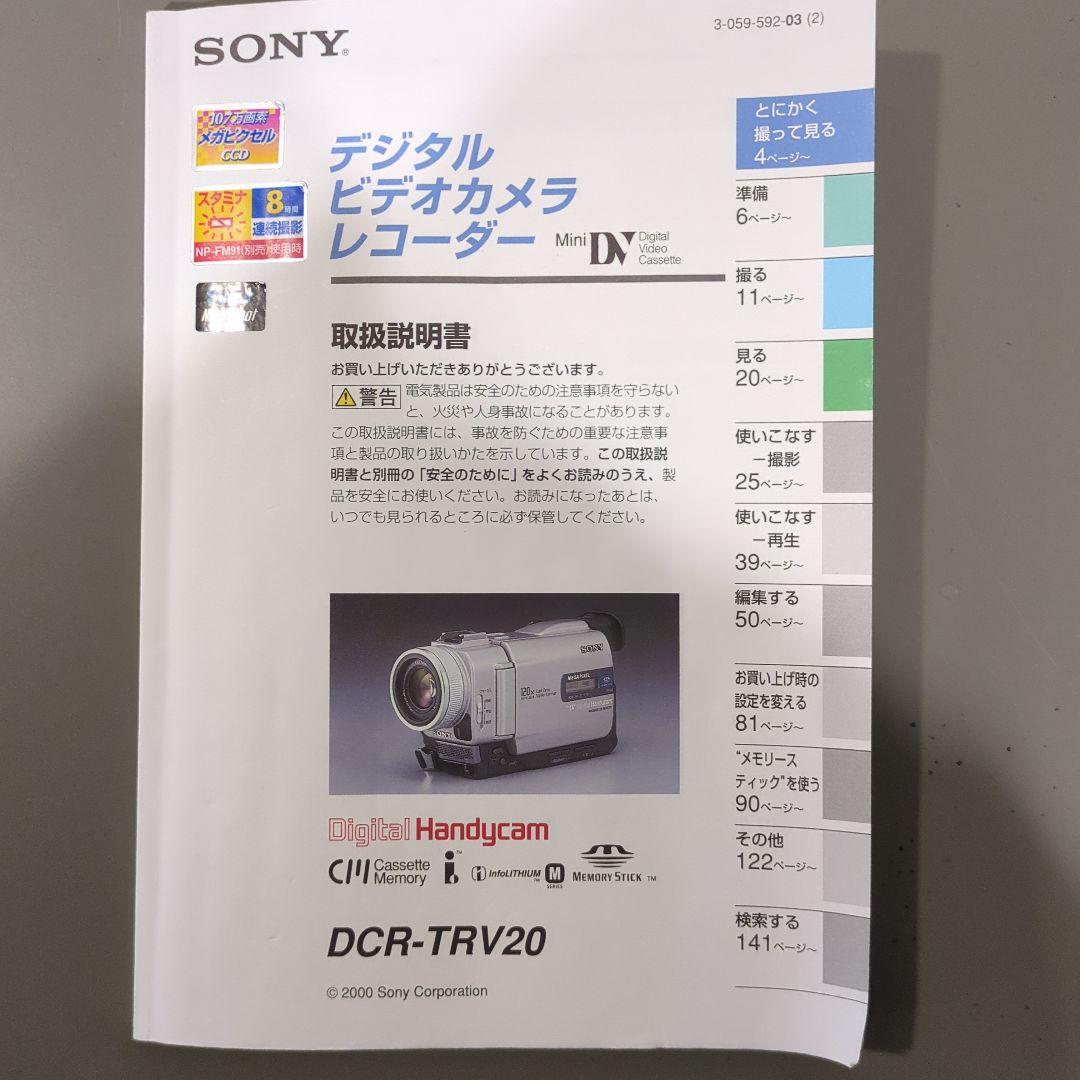 SONY®
3-059-592-03 (2)
107万画素
メガピクセル
CCD
スタミナ
8時間
連続撮影
NP-FM91(別売)使用時
デジタル
ビデオカメラ
レコーダー
Mini DV Digital
Video
Cassette
取扱説明書
お買い上げいただきありがとうございます。
警告 電気製品は安全のための注意事項を守らない
と、火災や人身事故になることがあります。
この取扱説明書には、事故を防ぐための重要な注意事
項と製品の取り扱いかたを示しています。この取扱説
明書と別冊の「安全のために」をよくお読みのうえ、製
品を安全にお使いください。お読みになったあとは、
いつでも見られるところに必ず保管してください。
とにかく
撮って見る
4ページ〜
準備
6ページ〜
撮る
11ページ〜
見る
20ページ〜
使いこなす
－撮影
25ページ〜
使いこなす
－再生
39ページ〜
編集する
50ページ〜
お買い上げ時の
設定を変える
81ページ〜
“メモリース
ティック”を使う
90ページ〜
その他
122ページ〜
検索する
141ページ〜
SONY
MEGA PIXEL
120x
Digital Handycam
SONY
Digital Handycam
CM Cassette
Memory
i™
InfoLITHIUM™ M
SERIES
MEMORY STICK ™
DCR-TRV20
© 2000 Sony Corporation